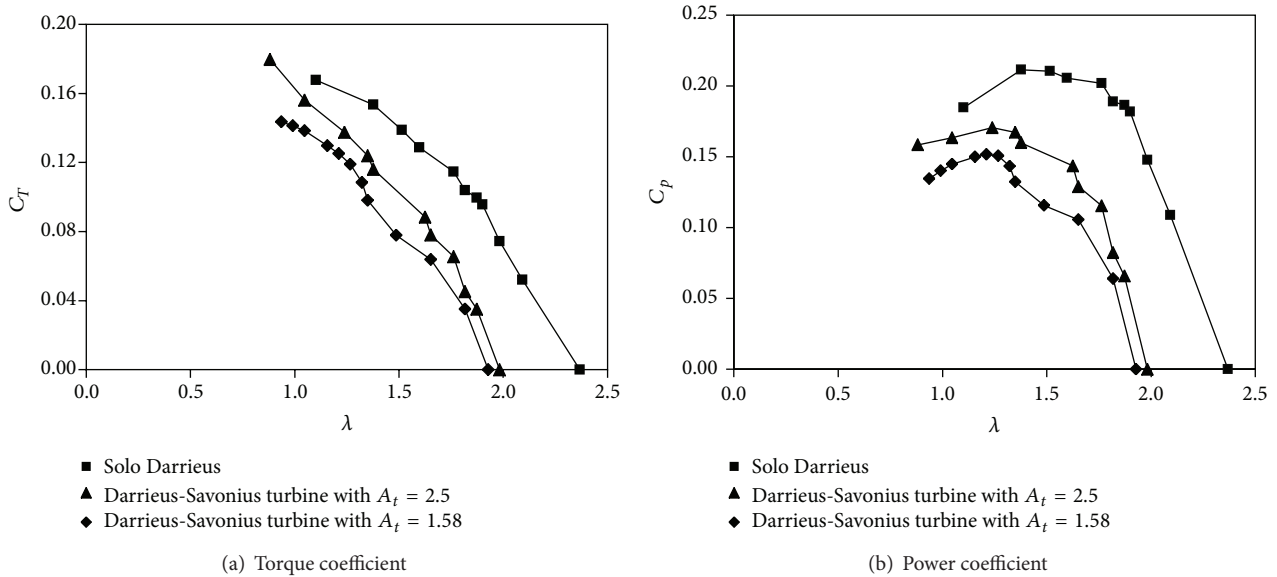 0.20
0.16
0.12
0.08
0.04
0.00
C_T
0.0
0.5
1.0
1.5
2.0
2.5
λ
Solo Darrieus
Darrieus-Savonius turbine with A_t = 2.5
Darrieus-Savonius turbine with A_t = 1.58
(a) Torque coefficient
0.25
0.20
0.15
0.10
0.05
0.00
C_p
0.0
0.5
1.0
1.5
2.0
2.5
λ
Solo Darrieus
Darrieus-Savonius turbine with A_t = 2.5
Darrieus-Savonius turbine with A_t = 1.58
(b) Power coefficient